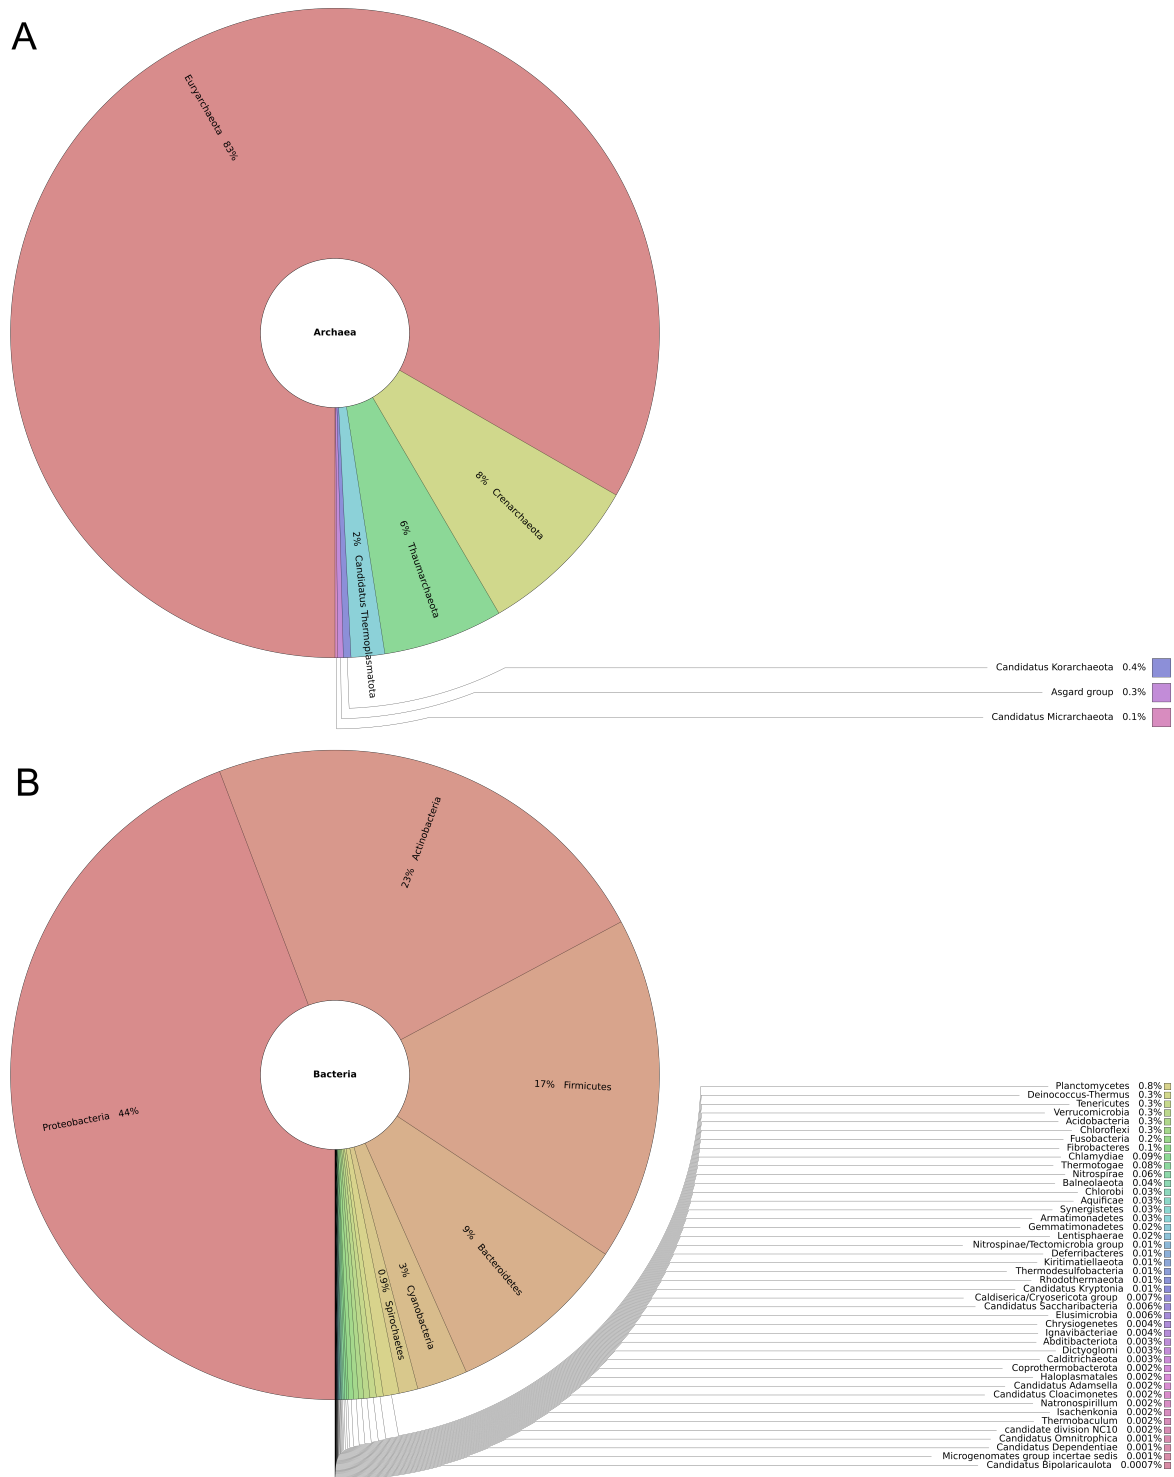 A
Euryarchaeota 83%
Archaea
8% Crenarchaeota
6% Thaumarchaeota
2% Candidatus Thermoplasmatota
Candidatus Korarchaeota 0.4%
Asgard group 0.3%
Candidatus Micrarchaeota 0.1%
B
23% Actinobacteria
Bacteria
17% Firmicutes
Proteobacteria 44%
9% Bacteroidetes
3% Cyanobacteria
0.9% Spirochaetes
Planctomycetes 0.8%
Deinococcus-Thermus 0.3%
Tenericutes 0.3%
Verrucomicrobia 0.3%
Acidobacteria 0.3%
Chloroflexi 0.3%
Fusobacteria 0.2%
Fibrobacteres 0.1%
Chlamydiae 0.09%
Thermotogae 0.08%
Nitrospirae 0.06%
Balneolaeota 0.04%
Chlorobi 0.03%
Aquificae 0.03%
Synergistetes 0.03%
Armatimonadetes 0.03%
Gemmatimonadetes 0.02%
Lentisphaerae 0.02%
Nitrospinae/Tectomicrobia group 0.01%
Deferribacteres 0.01%
Kiritimatiellaeota 0.01%
Thermodesulfobacteria 0.01%
Rhodothermaeota 0.01%
Candidatus Kryptonia 0.01%
Caldiserica/Cryosericota group 0.007%
Candidatus Saccharibacteria 0.006%
Elusimicrobia 0.006%
Chrysiogenetes 0.004%
Ignavibacteriae 0.004%
Abditibacteriota 0.003%
Dictyoglomi 0.003%
Calditrichaeota 0.003%
Coprothermobacterota 0.002%
Haloplasmatales 0.002%
Candidatus Adamsella 0.002%
Candidatus Cloacimonetes 0.002%
Natronospirillum 0.002%
Isachenkonia 0.002%
Thermobaculum 0.002%
candidate division NC10 0.002%
Candidatus Omnitrophica 0.001%
Candidatus Dependentiae 0.001%
Microgenomates group incertae sedis 0.001%
Candidatus Bipolaricaulota 0.0007%